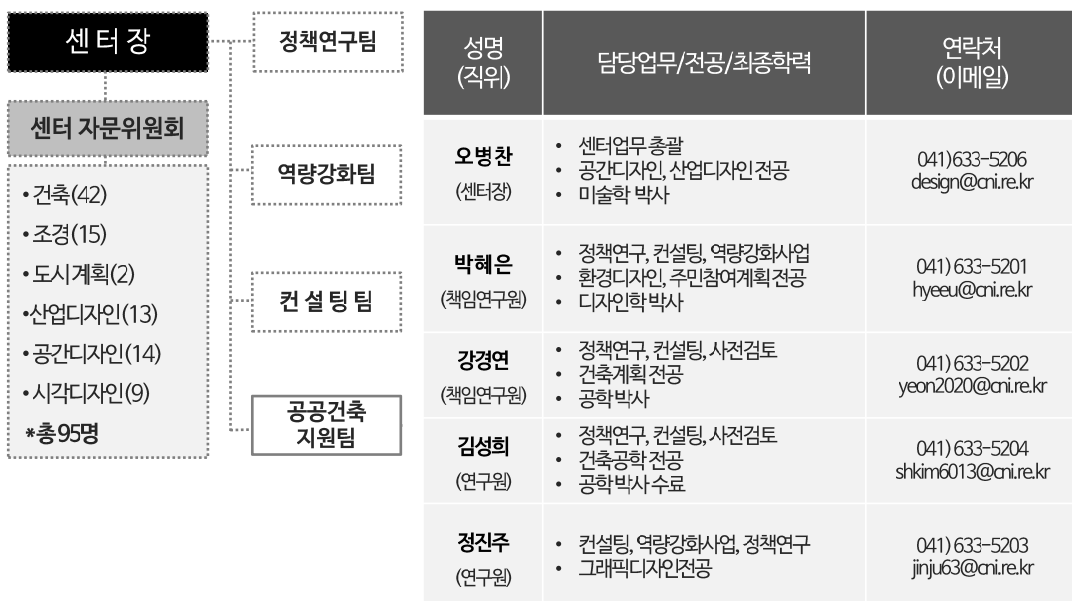 센터장
센터 자문위원회
•건축(42)
•조경(15)
•도시계획(2)
•산업디자인(13)
•공간디자인(14)
•시각디자인(9)
*총95명
정책연구팀
역량강화팀
컨설팅팀
공공건축
지원팀
성명
(직위)
담당업무/전공/최종학력
연락처
(이메일)
오병찬
(센터장)
• 센터업무 총괄
• 공간디자인, 산업디자인 전공
• 미술학 박사
041)633-5206
design@cni.re.kr
박혜은
(책임연구원)
• 정책연구, 컨설팅, 역량강화사업
• 환경디자인, 주민참여계획 전공
• 디자인학 박사
041)633-5201
hyeeu@cni.re.kr
강경연
(책임연구원)
• 정책연구, 컨설팅, 사전검토
• 건축계획 전공
• 공학박사
041)633-5202
yeon2020@cni.re.kr
김성희
(연구원)
• 정책연구, 컨설팅, 사전검토
• 건축공학 전공
• 공학박사 수료
041)633-5204
shkim6013@cni.re.kr
정진주
(연구원)
• 컨설팅, 역량강화사업, 정책연구
• 그래픽디자인전공
041)633-5203
jinju63@cni.re.kr